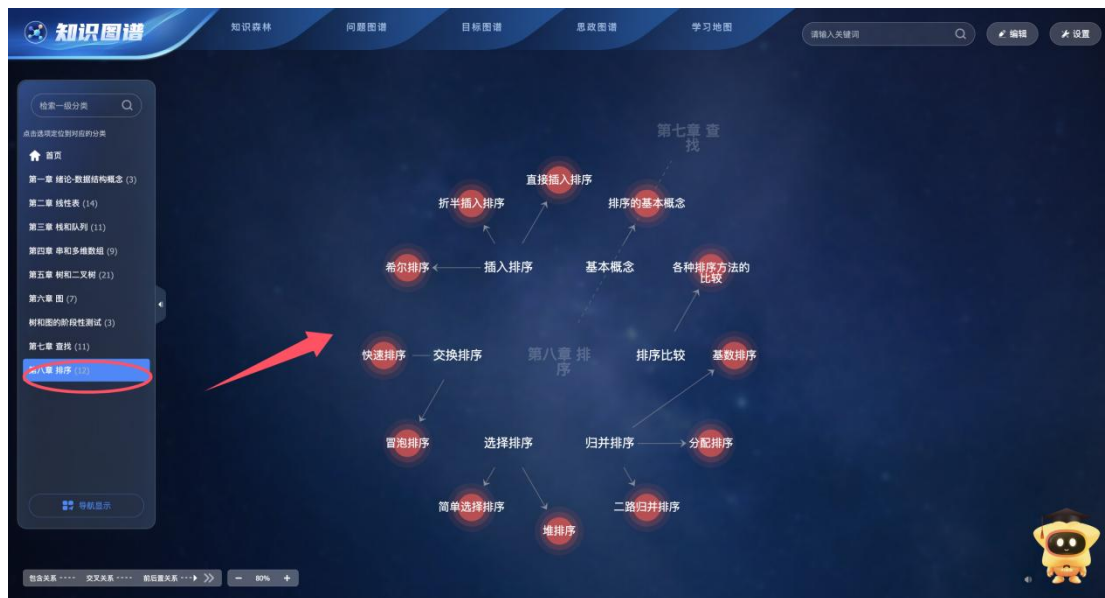 知识图谱
知识森林
问题图谱
目标图谱
思政图谱
学习地图
请输入关键词
编辑
设置
检索一级分类
点击选项定位到对应的分类
首页
第一章 绪论-数据结构概念 (3)
第二章 线性表 (14)
第三章 栈和队列 (11)
第四章 串和多维数组 (9)
第五章 树和二叉树 (21)
第六章 图 (7)
树和图的阶段性测试 (3)
第七章 查找 (11)
第八章 排序 (12)
导航显示
第七章 查
找
直接插入排序
折半插入排序
排序的基本概念
希尔排序
插入排序
基本概念
各种排序方法的
比较
快速排序
交换排序
第八章 排
序
排序比较
基数排序
冒泡排序
选择排序
归并排序
分配排序
简单选择排序
二路归并排序
堆排序
包含关系
交叉关系
前后置关系
80%